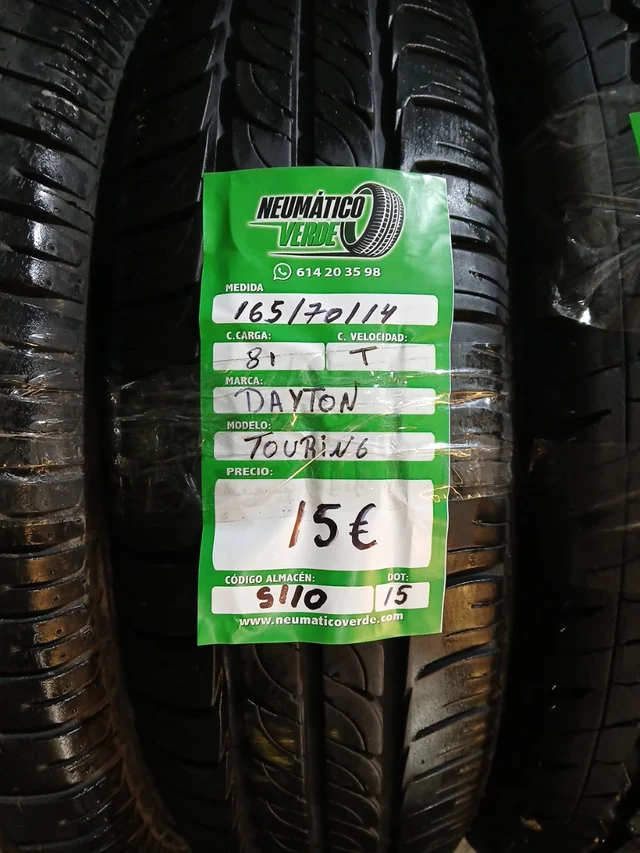 NEUMÁTICO
VERDE
614 20 35 98
MEDIDA
165/70/14
C.CARGA: C. VELOCIDAD:
81 T
MARCA:
DAYTON
MODELO:
TOURING
PRECIO:
15€
CÓDIGO ALMACÉN: DOT:
S110 15
www.neumaticoverde.com